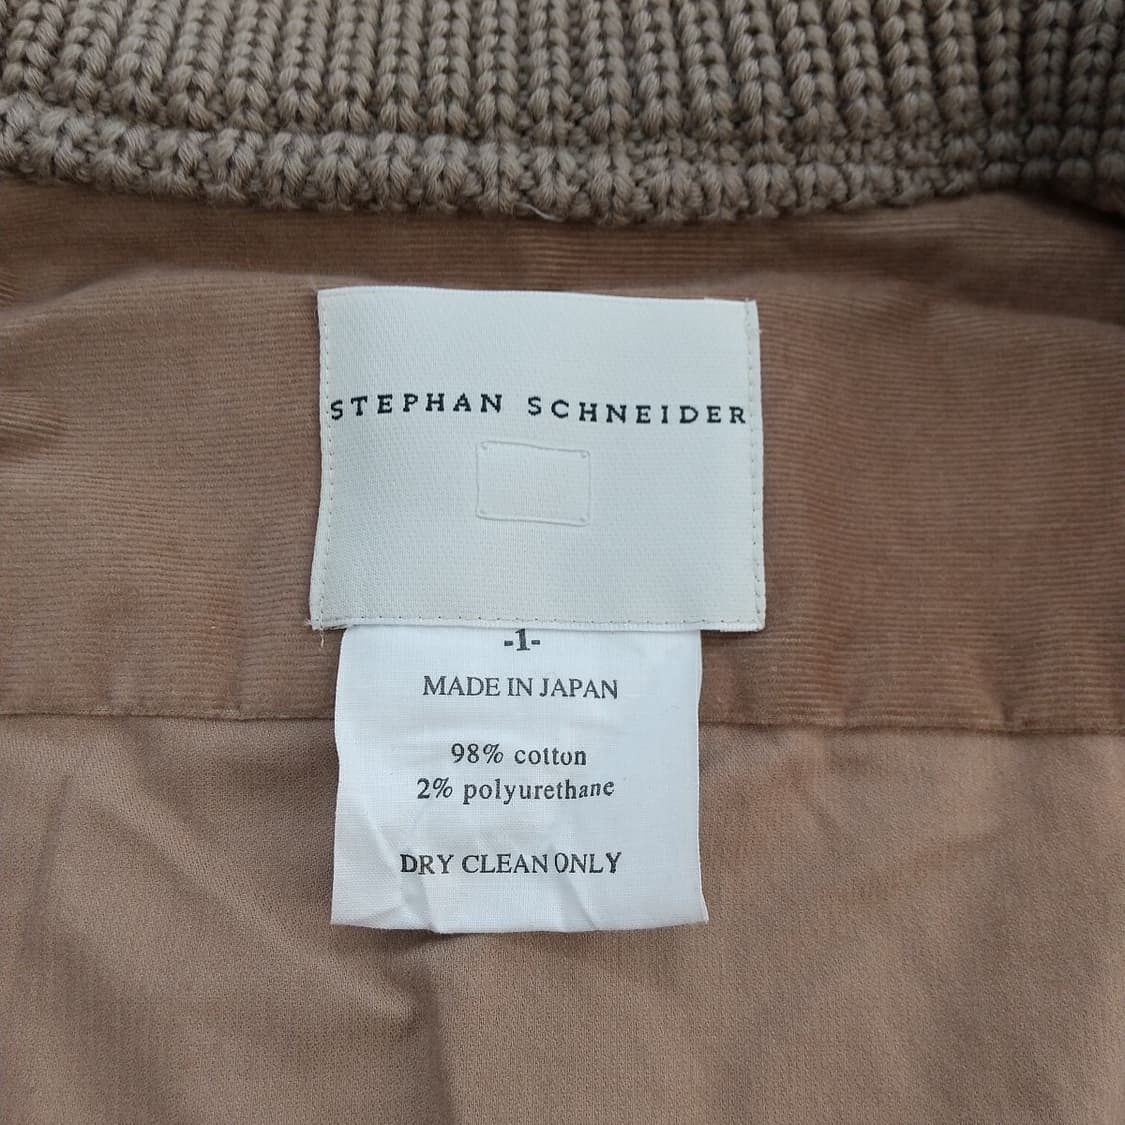 STEPHAN SCHNEIDER
-1-
MADE IN JAPAN
98% cotton
2% polyurethane
DRY CLEAN ONLY